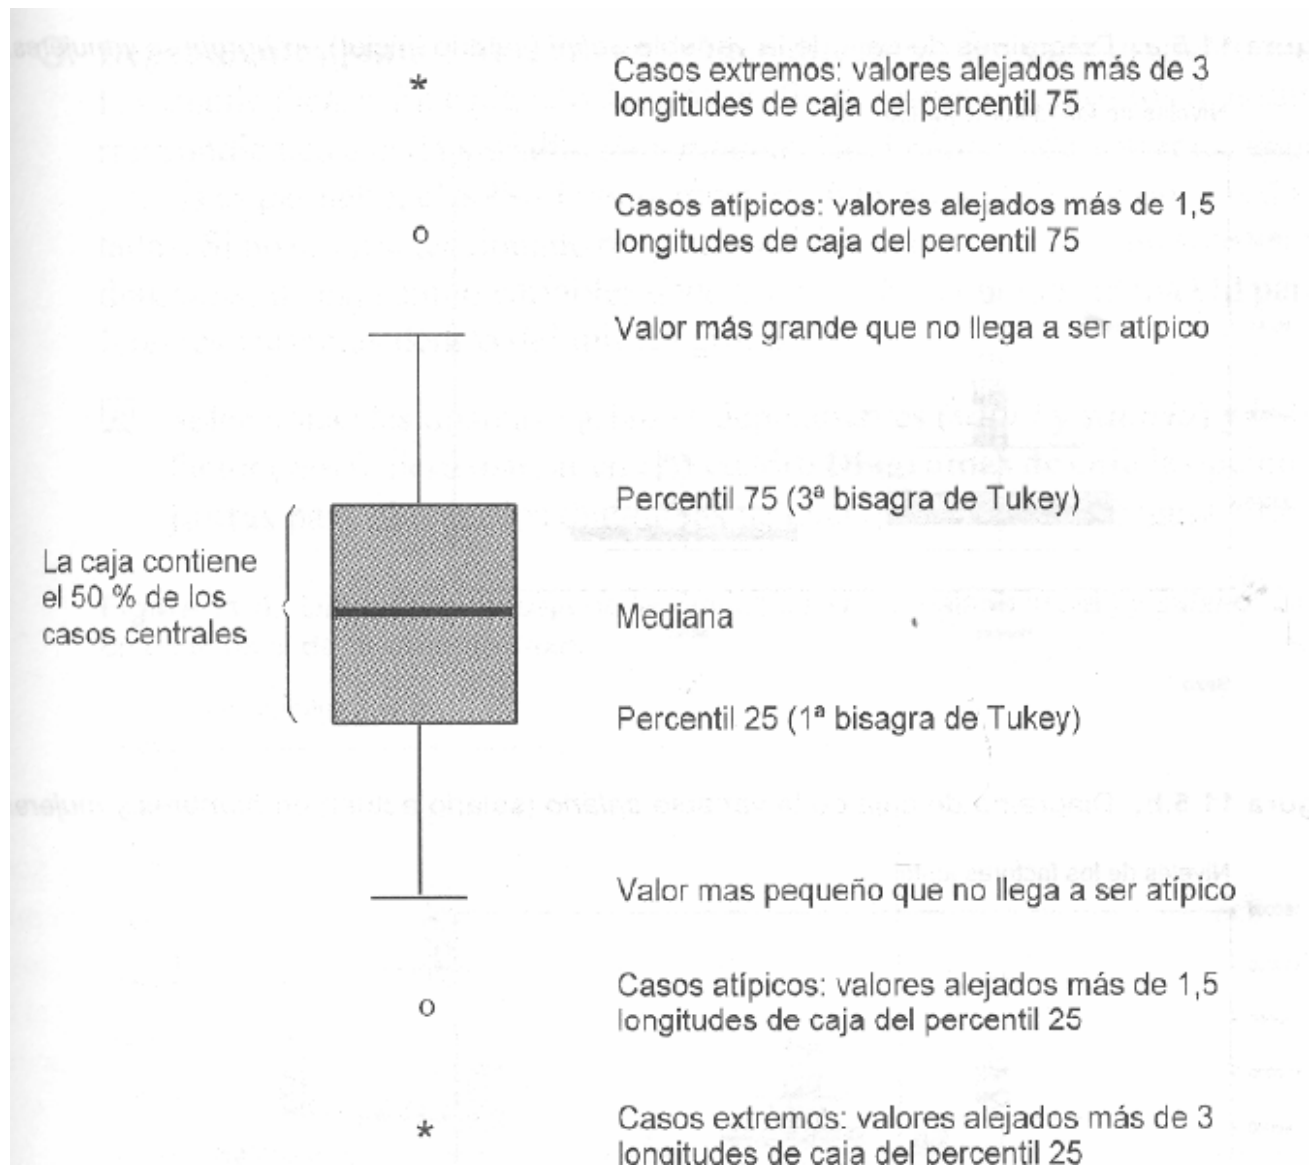 *
Casos extremos: valores alejados más de 3
longitudes de caja del percentil 75
o
Casos atípicos: valores alejados más de 1,5
longitudes de caja del percentil 75
Valor más grande que no llega a ser atípico
Percentil 75 (3ª bisagra de Tukey)
La caja contiene
el 50 % de los
casos centrales
Mediana
Percentil 25 (1ª bisagra de Tukey)
Valor mas pequeño que no llega a ser atípico
o
Casos atípicos: valores alejados más de 1,5
longitudes de caja del percentil 25
*
Casos extremos: valores alejados más de 3
longitudes de caja del percentil 25